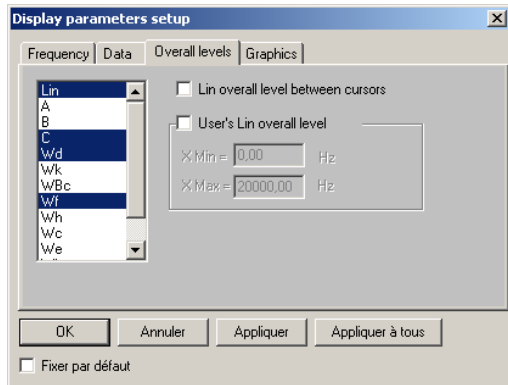 Display parameters setup
Frequency Data Overall levels Graphics
Lin
A
B
C
Wd
Wk
WBc
Wf
Wh
Wc
We
Lin overall level between cursors
User's Lin overall level
X Min = 0,00 Hz
X Max = 20000,00 Hz
OK Annuler Appliquer Appliquer à tous
Fixer par défaut